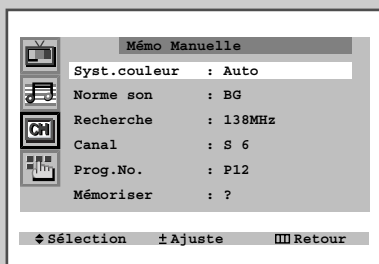 Mémo Manuelle
Syst.couleur : Auto
Norme son : BG
Recherche : 138MHz
CH
Canal : S 6
Prog.No. : P12
Mémoriser : ?
Sélection ± Ajuste Retour